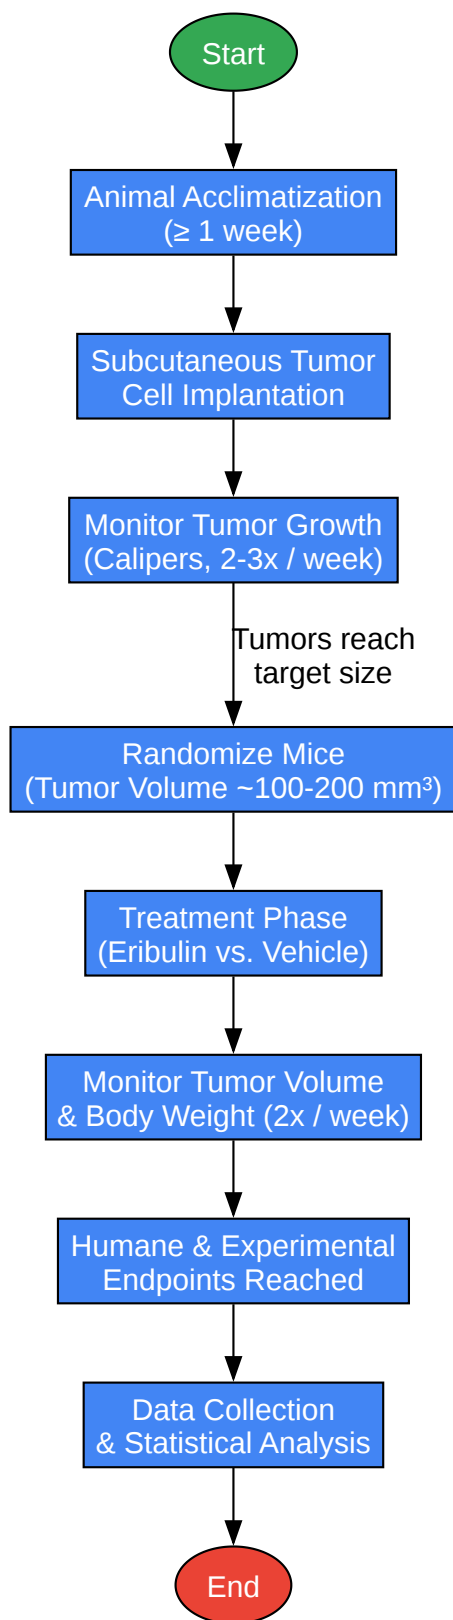 Start
Animal Acclimatization
(≥ 1 week)
Subcutaneous Tumor
Cell Implantation
Monitor Tumor Growth
(Calipers, 2-3x / week)
Tumors reach
target size
Randomize Mice
(Tumor Volume ~100-200 mm³)
Treatment Phase
(Eribulin vs. Vehicle)
Monitor Tumor Volume
& Body Weight (2x / week)
Humane & Experimental
Endpoints Reached
Data Collection
& Statistical Analysis
End